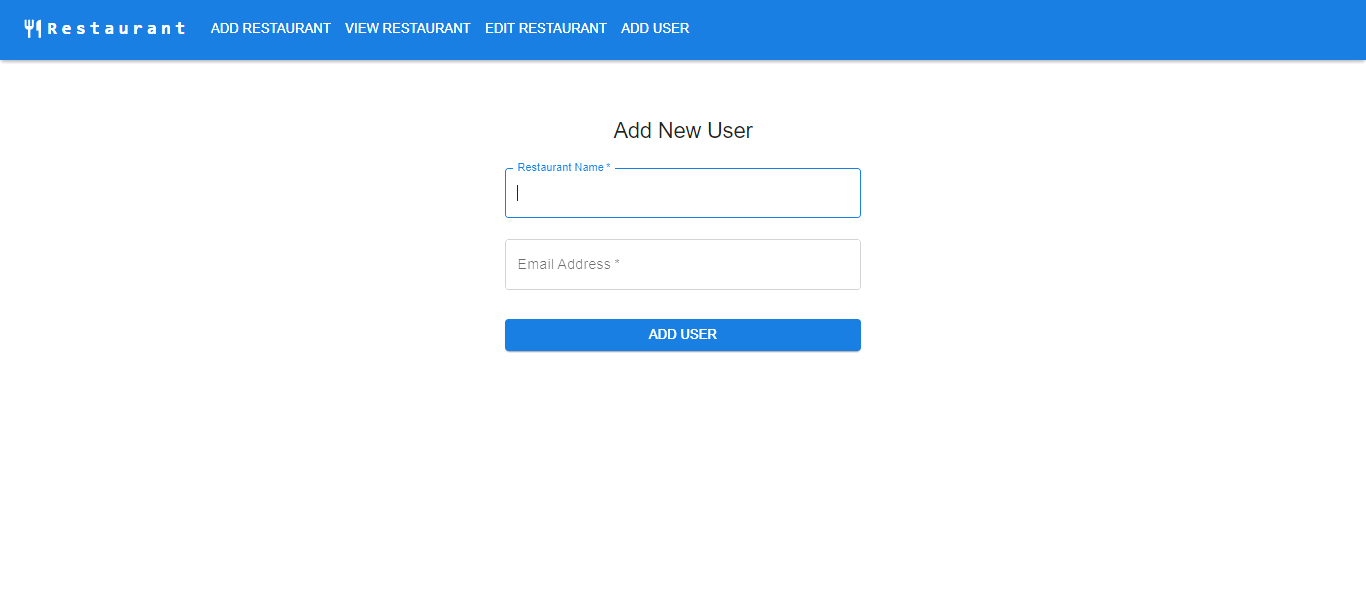 Restaurant ADD RESTAURANT VIEW RESTAURANT EDIT RESTAURANT ADD USER
Add New User
Restaurant Name *
Email Address *
ADD USER